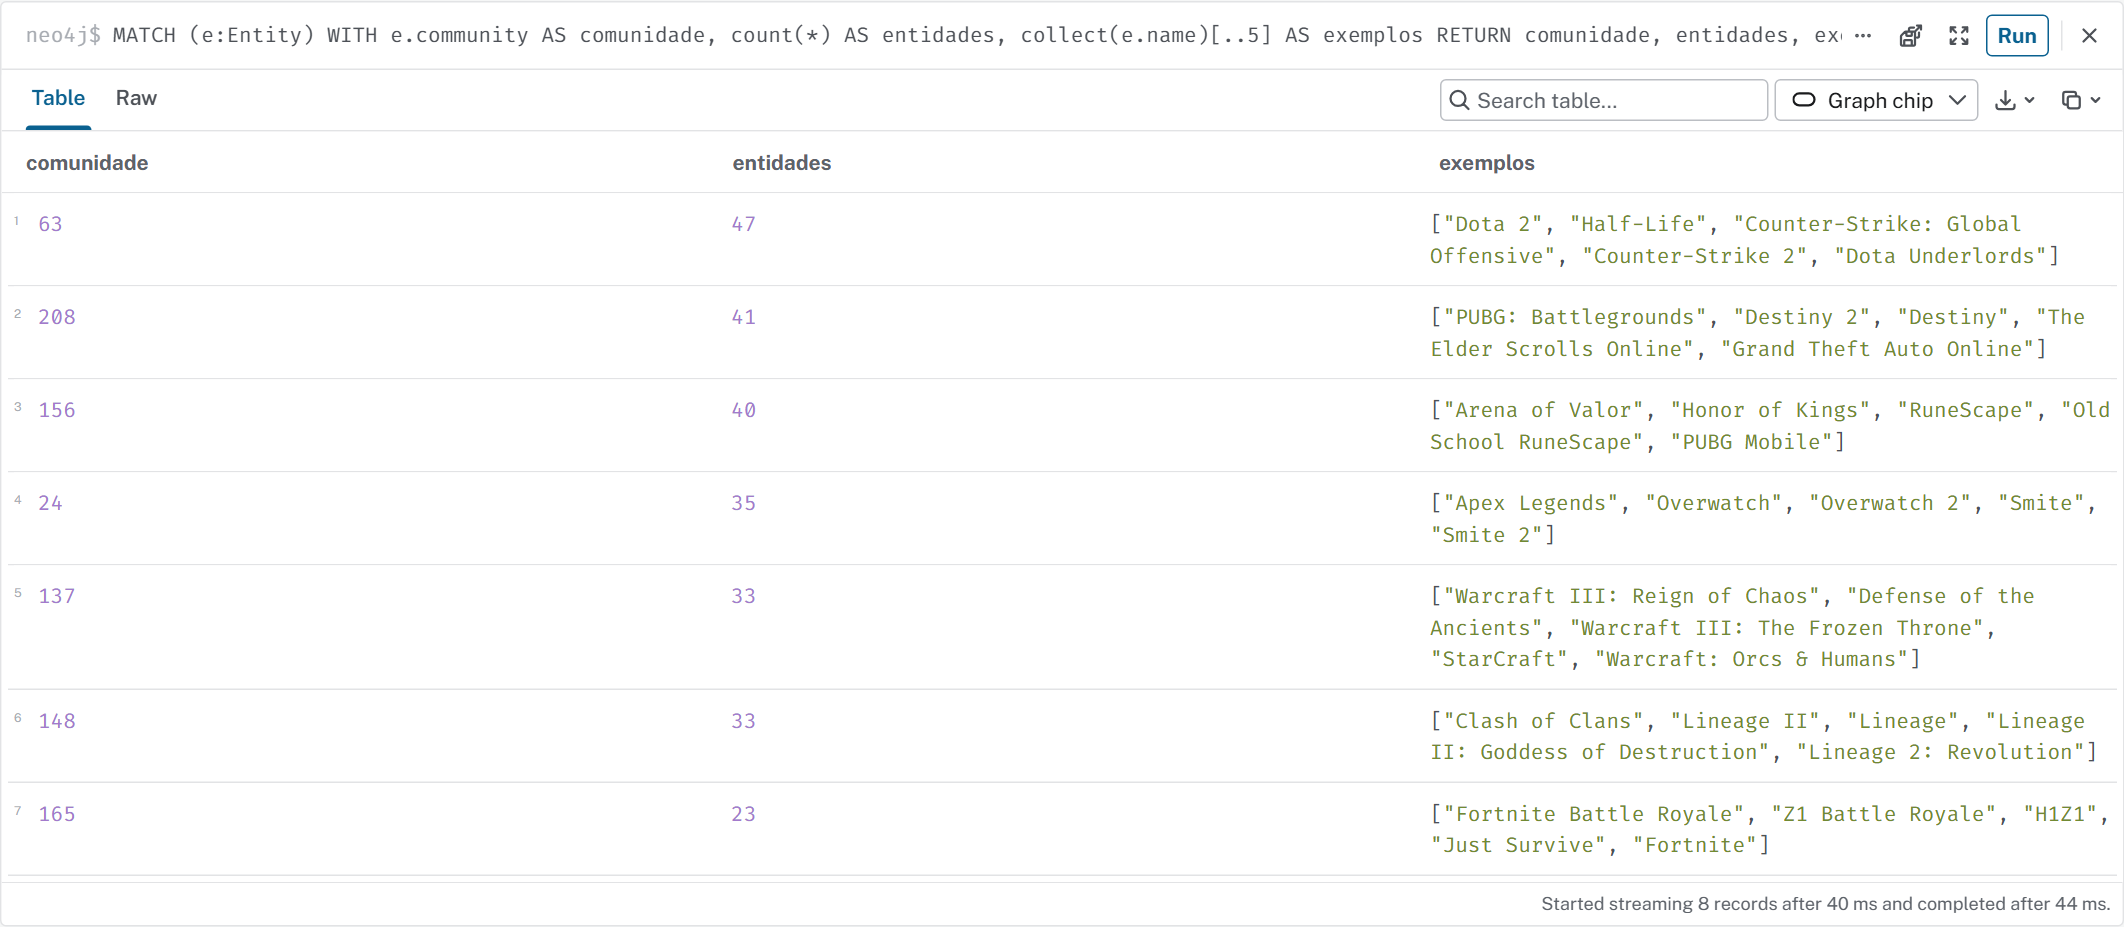 neo4j$ MATCH (e:Entity) WITH e.community AS comunidade, count(*) AS entidades, collect(e.name)[..5] AS exemplos RETURN comunidade, entidades, ex ··· Run
Table Raw Search table... Graph chip
comunidade entidades exemplos
1 63 47 ["Dota 2", "Half-Life", "Counter-Strike: Global
Offensive", "Counter-Strike 2", "Dota Underlords"]
2 208 41 ["PUBG: Battlegrounds", "Destiny 2", "Destiny", "The
Elder Scrolls Online", "Grand Theft Auto Online"]
3 156 40 ["Arena of Valor", "Honor of Kings", "RuneScape", "Old
School RuneScape", "PUBG Mobile"]
4 24 35 ["Apex Legends", "Overwatch", "Overwatch 2", "Smite",
"Smite 2"]
5 137 33 ["Warcraft III: Reign of Chaos", "Defense of the
Ancients", "Warcraft III: The Frozen Throne",
"StarCraft", "Warcraft: Orcs & Humans"]
6 148 33 ["Clash of Clans", "Lineage II", "Lineage", "Lineage
II: Goddess of Destruction", "Lineage 2: Revolution"]
7 165 23 ["Fortnite Battle Royale", "Z1 Battle Royale", "H1Z1",
"Just Survive", "Fortnite"]
Started streaming 8 records after 40 ms and completed after 44 ms.